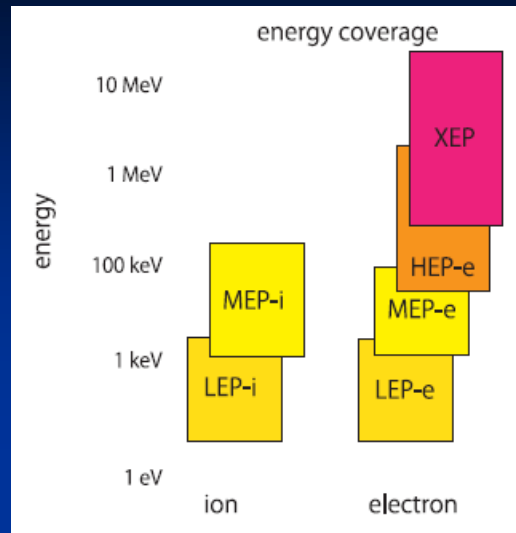 energy coverage
10 MeV
XEP
1 MeV
energy
100 keV
HEP-e
MEP-i
MEP-e
1 keV
LEP-i
LEP-e
1 eV
ion
electron